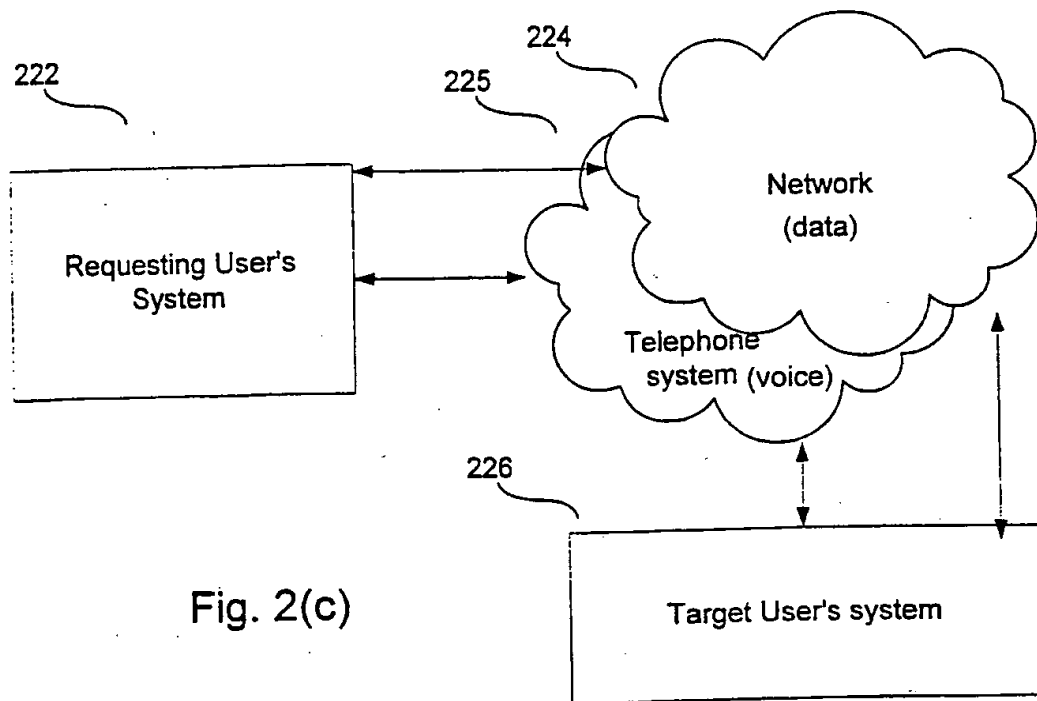 224
222
225
Network
(data)
Requesting User's
System
Telephone
system (voice)
226
Fig. 2(c)
Target User's system